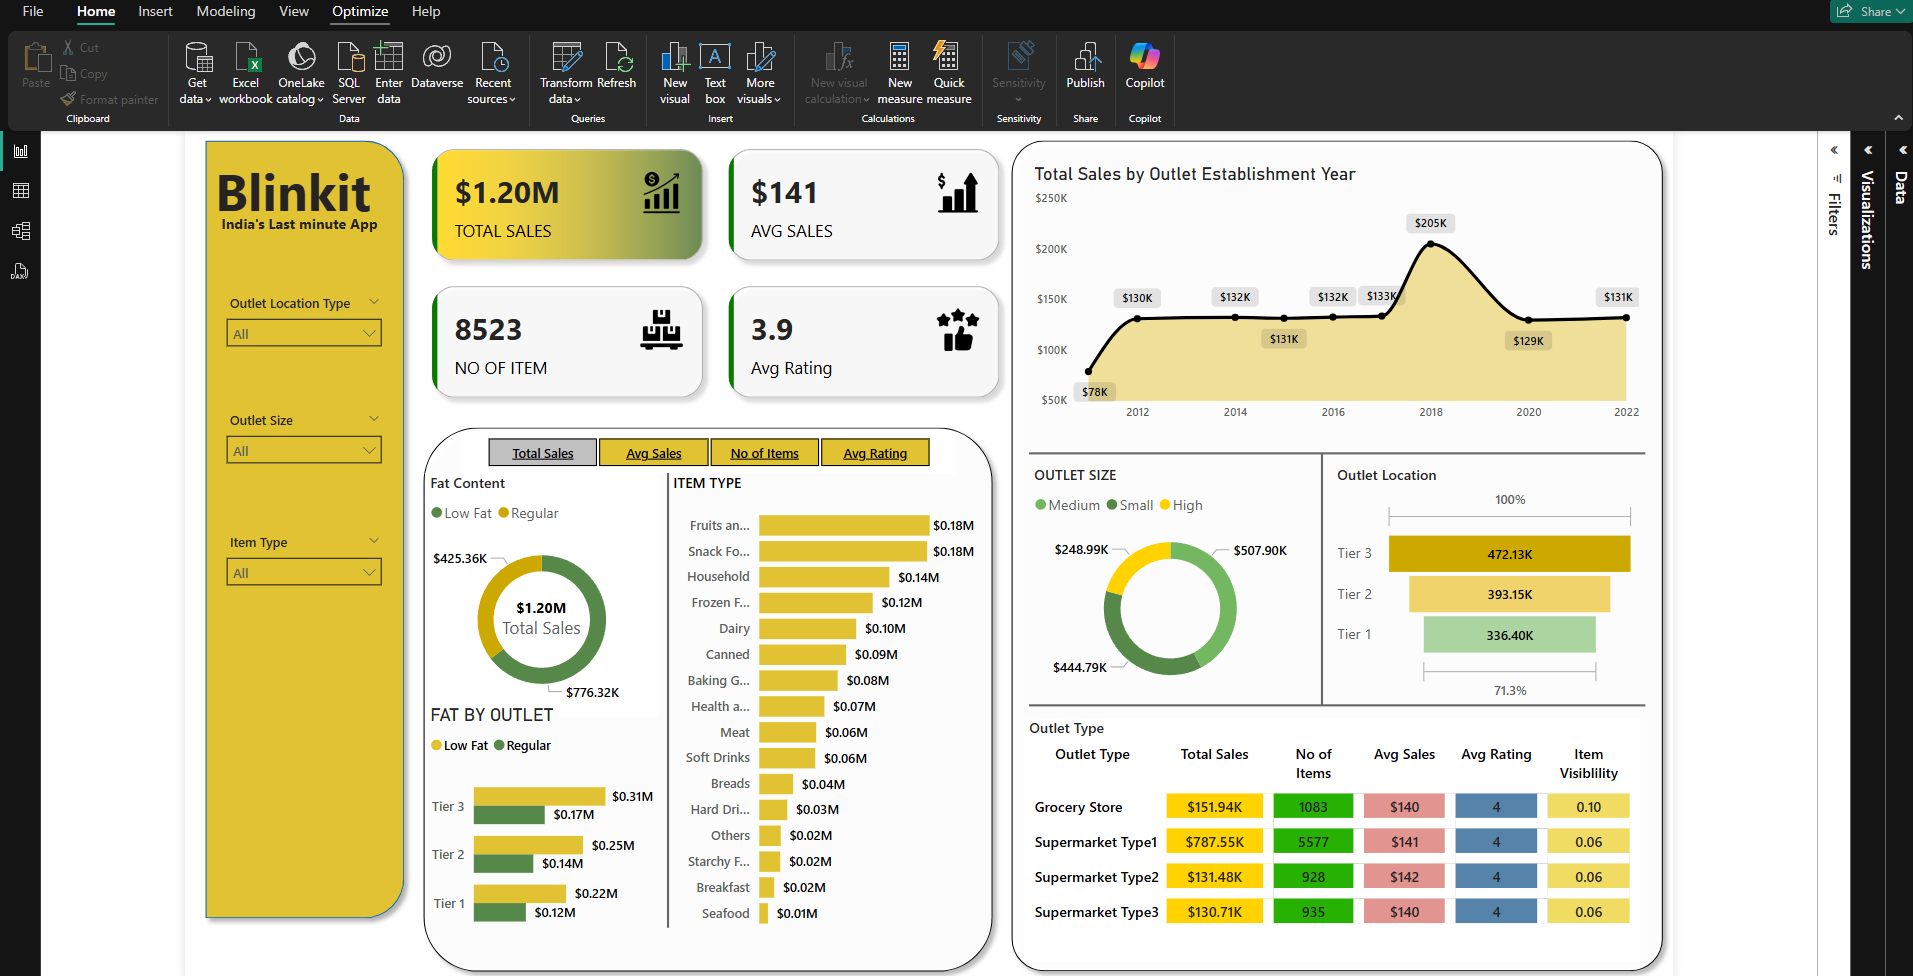 File Home Insert Modeling View Optimize Help
Share
Paste
Cut
Copy
Format painter
Clipboard
Get data
Excel workbook
OneLake catalog
SQL Server
Enter data
Dataverse
Recent sources
Data
Transform data
Refresh
Queries
New visual
Text box
More visuals
Insert
New visual calculation
New measure
Quick measure
Calculations
Sensitivity
Sensitivity
Publish
Share
Copilot
Copilot
Blinkit
India's Last minute App
Outlet Location Type
All
Outlet Size
All
Item Type
All
$1.20M
TOTAL SALES
$141
AVG SALES
8523
NO OF ITEM
3.9
Avg Rating
Total Sales Avg Sales No of Items Avg Rating
Fat Content
Low Fat Regular
$425.36K
$1.20M
Total Sales
$776.32K
FAT BY OUTLET
Low Fat Regular
Tier 3 $0.31M
$0.17M
Tier 2 $0.25M
$0.14M
Tier 1 $0.22M
$0.12M
ITEM TYPE
Fruits an... $0.18M
Snack Fo... $0.18M
Household $0.14M
Frozen F... $0.12M
Dairy $0.10M
Canned $0.09M
Baking G... $0.08M
Health a... $0.07M
Meat $0.06M
Soft Drinks $0.06M
Breads $0.04M
Hard Dri... $0.03M
Others $0.02M
Starchy F... $0.02M
Breakfast $0.02M
Seafood $0.01M
Total Sales by Outlet Establishment Year
$250K
$200K
$150K
$100K
$50K
$78K
$130K
$132K
$131K
$132K
$133K
$205K
$129K
$131K
2012 2014 2016 2018 2020 2022
OUTLET SIZE
Medium Small High
$248.99K
$507.90K
$444.79K
Outlet Location
100%
Tier 3 472.13K
Tier 2 393.15K
Tier 1 336.40K
71.3%
Outlet Type
Outlet Type Total Sales No of Items Avg Sales Avg Rating Item Visiblility
Grocery Store $151.94K 1083 $140 4 0.10
Supermarket Type1 $787.55K 5577 $141 4 0.06
Supermarket Type2 $131.48K 928 $142 4 0.06
Supermarket Type3 $130.71K 935 $140 4 0.06
Filters
Visualizations
Data
DAX